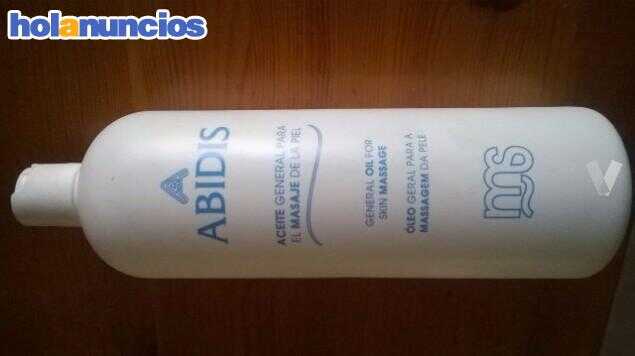 holanuncios
ABIDIS
ACEITE GENERAL PARA
EL MASAJE DE LA PIEL
GENERAL OIL FOR
SKIN MASSAGE
ÓLEO GERAL PARA A
MASSAGEM DA PELE